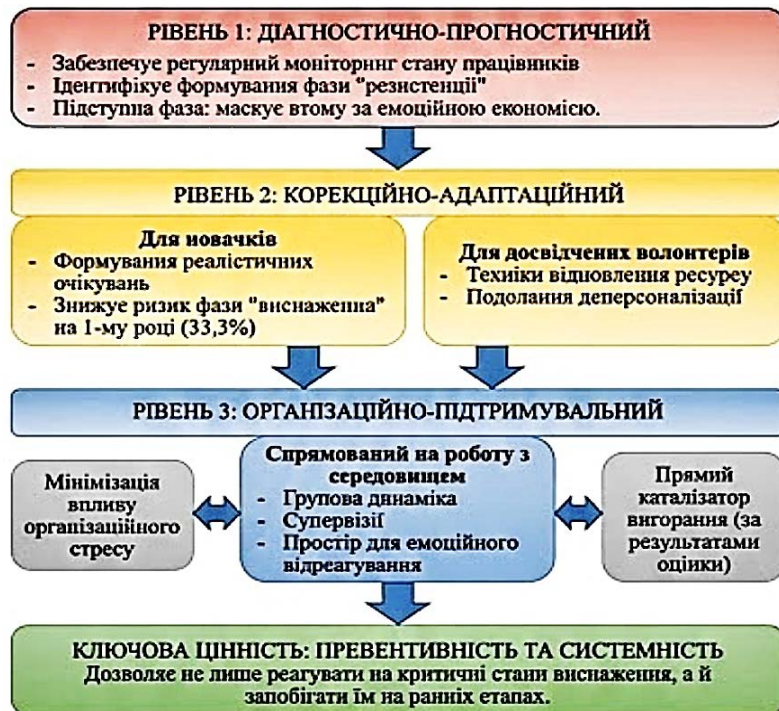 РІВЕНЬ 1: ДІАГНОСТИЧНО-ПРОГНОСТИЧНИЙ
- Забезпечує регулярний моніторинг стану працівників
- Ідентифікує формування фази "резистенції"
- Підступна фаза: маскує втому за емоційною економією.
РІВЕНЬ 2: КОРЕКЦІЙНО-АДАПТАЦІЙНИЙ
Для новачків
- Формування реалістичних
очікувань
- Знижує ризик фази "виснаження"
на 1-му році (33,3%)
Для досвідчених волонтерів
- Техніки відновлення ресурсу
- Подолання деперсоналізації
РІВЕНЬ 3: ОРГАНІЗАЦІЙНО-ПІДТРИМУВАЛЬНИЙ
Мінімізація
впливу
організаційного
стресу
Спрямований на роботу з
середовищем
- Групова динаміка
- Супервізії
- Простір для емоційного
відреагування
Прямий
каталізатор
вигорання (за
результатами
оцінки)
КЛЮЧОВА ЦІННІСТЬ: ПРЕВЕНТИВНІСТЬ ТА СИСТЕМНІСТЬ
Дозволяє не лише реагувати на критичні стани виснаження, а й
запобігати їм на ранніх етапах.